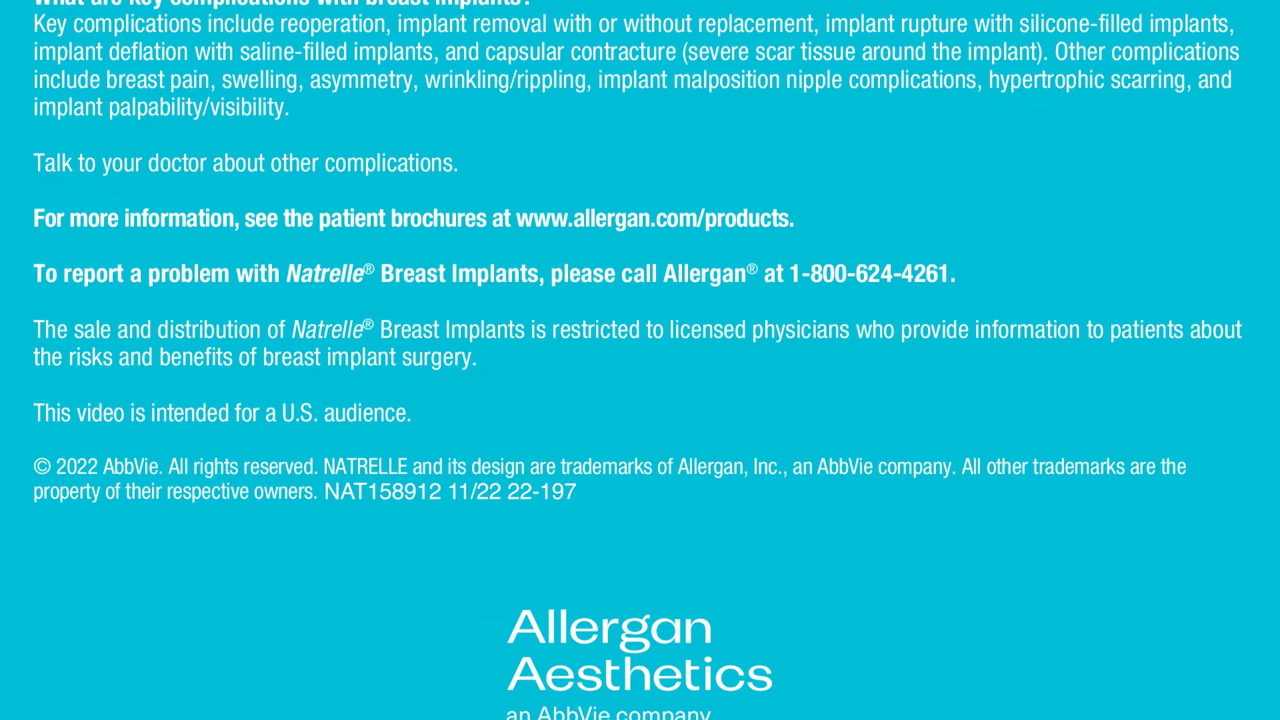 What are key complications with breast implants?
Key complications include reoperation, implant removal with or without replacement, implant rupture with silicone-filled implants,
implant deflation with saline-filled implants, and capsular contracture (severe scar tissue around the implant). Other complications
include breast pain, swelling, asymmetry, wrinkling/rippling, implant malposition nipple complications, hypertrophic scarring, and
implant palpability/visibility.
Talk to your doctor about other complications.
For more information, see the patient brochures at www.allergan.com/products.
To report a problem with Natrelle® Breast Implants, please call Allergan® at 1-800-624-4261.
The sale and distribution of Natrelle® Breast Implants is restricted to licensed physicians who provide information to patients about
the risks and benefits of breast implant surgery.
This video is intended for a U.S. audience.
© 2022 AbbVie. All rights reserved. NATRELLE and its design are trademarks of Allergan, Inc., an AbbVie company. All other trademarks are the
property of their respective owners. NAT158912 11/22 22-197
Allergan
Aesthetics
an AbbVie company